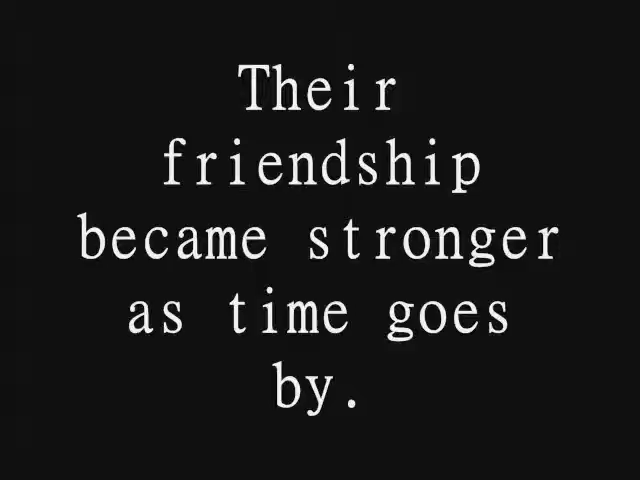 Their
friendship
became stronger
as time goes
by.